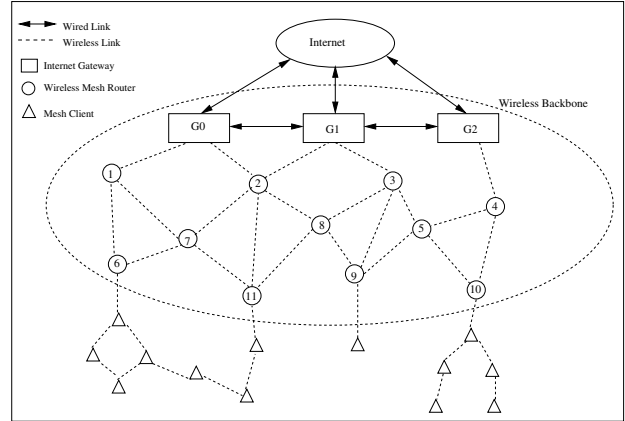 Wired Link
Wireless Link
Internet Gateway
Wireless Mesh Router
Mesh Client
Internet
Wireless Backbone
G0
G1
G2
1
2
3
4
5
6
7
8
9
10
11